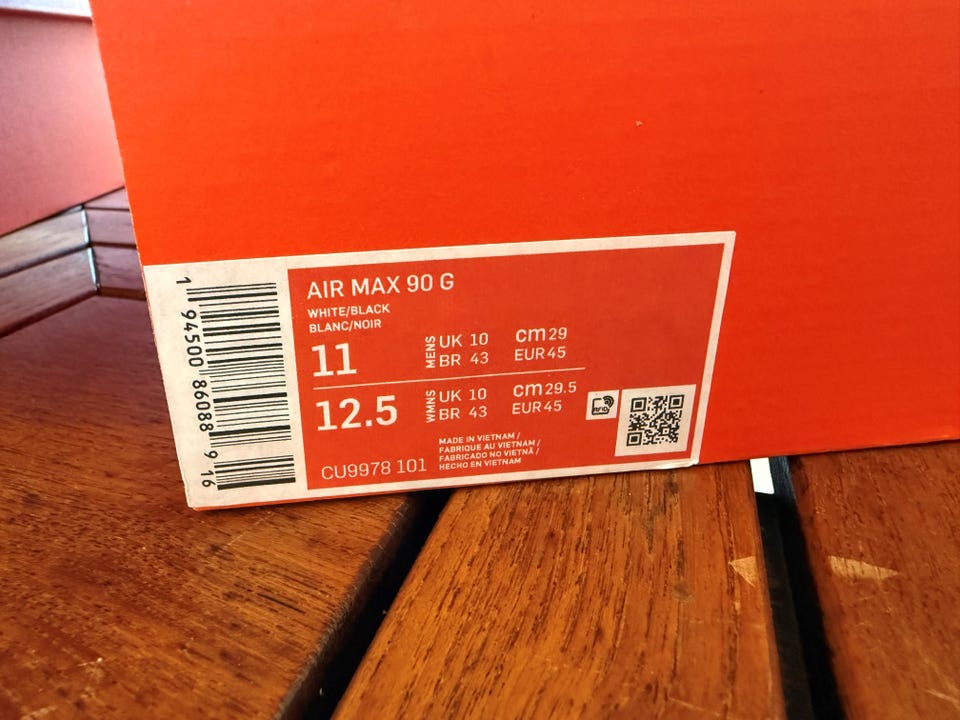 AIR MAX 90 G
WHITE/BLACK
BLANC/NOIR
11 MENS UK 10 cm 29
BR 43 EUR 45
12.5 WMNS UK 10 cm 29.5
BR 43 EUR 45
RFID
CU9978 101
MADE IN VIETNAM /
FABRIQUE AU VIETNAM /
FABRICADO NO VIETNÃ /
HECHO EN VIETNAM
1 94500 86088 9 16